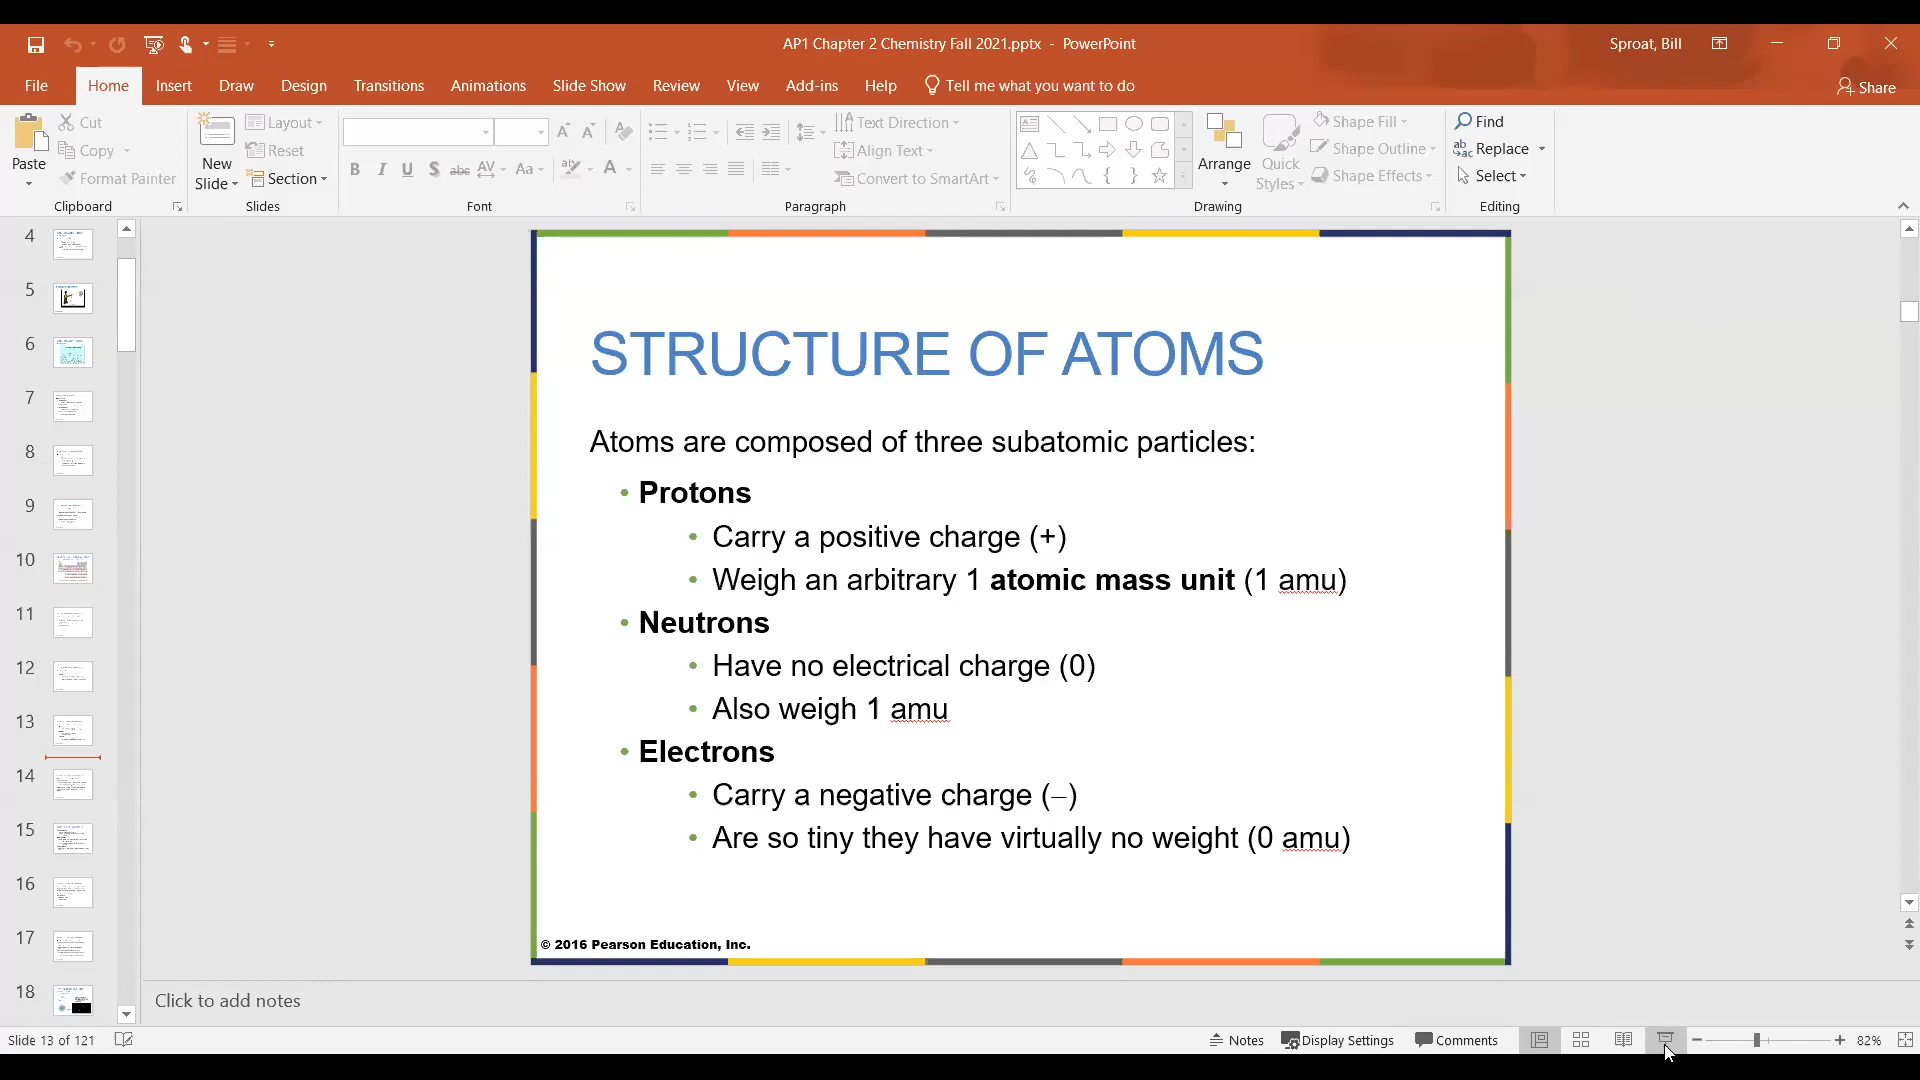 AP1 Chapter 2 Chemistry Fall 2021.pptx - PowerPoint
Sproat, Bill
File Home Insert Draw Design Transitions Animations Slide Show Review View Add-ins Help Tell me what you want to do
Share
Paste
Cut
Copy
Format Painter
Clipboard
New
Slide
Layout
Reset
Section
Slides
Font
Text Direction
Align Text
Convert to SmartArt
Paragraph
Arrange
Quick
Styles
Shape Fill
Shape Outline
Shape Effects
Drawing
Find
Replace
Select
Editing
4
5
6
7
8
9
10
11
12
13
14
15
16
17
18
STRUCTURE OF ATOMS
Atoms are composed of three subatomic particles:
• Protons
• Carry a positive charge (+)
• Weigh an arbitrary 1 atomic mass unit (1 amu)
• Neutrons
• Have no electrical charge (0)
• Also weigh 1 amu
• Electrons
• Carry a negative charge (–)
• Are so tiny they have virtually no weight (0 amu)
© 2016 Pearson Education, Inc.
Click to add notes
Slide 13 of 121
Notes Display Settings Comments 82%